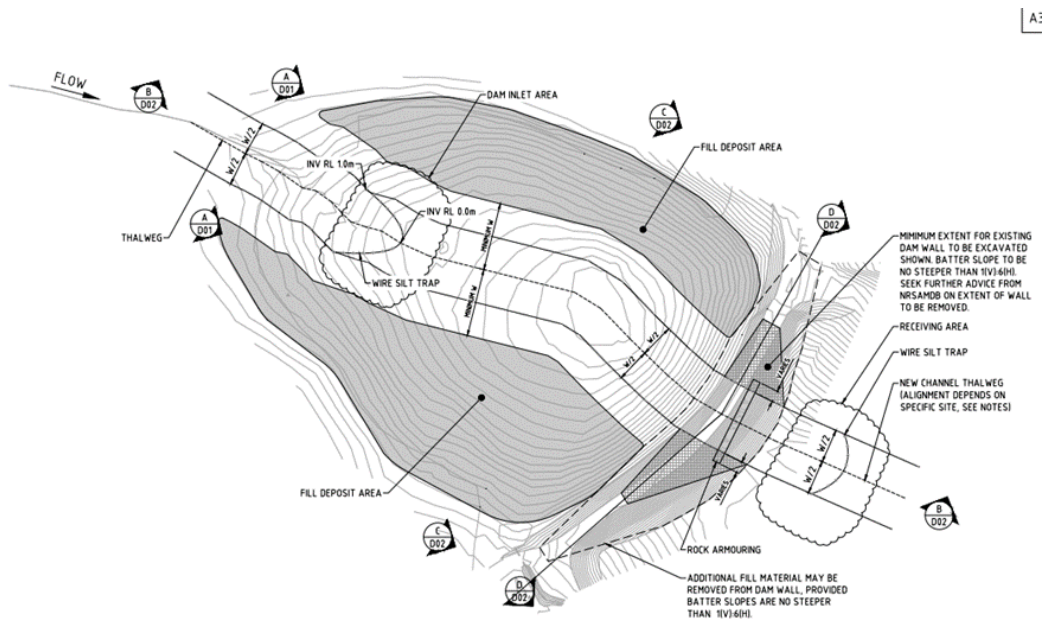 A3
FLOW
B
D02
A
D01
DAM INLET AREA
C
D02
FILL DEPOSIT AREA
W/2
W/2
INV RL 1.0m
INV RL 0.0m
A
D01
THALWEG
WIRE SILT TRAP
MINIMUM W
MINIMUM W
D
D02
MIMIMUM EXTENT FOR EXISTING
DAM WALL TO BE EXCAVATED
SHOWN. BATTER SLOPE TO BE
NO STEEPER THAN 1(V):6(H).
SEEK FURTHER ADVICE FROM
NRSAMDB ON EXTENT OF WALL
TO BE REMOVED.
RECEIVING AREA
WIRE SILT TRAP
NEW CHANNEL THALWEG
(ALIGNMENT DEPENDS ON
SPECIFIC SITE, SEE NOTES)
W/2
W/2
VARIES
W/2
W/2
VARIES
FILL DEPOSIT AREA
B
D02
C
D02
ROCK ARMOURING
D
D02
ADDITIONAL FILL MATERIAL MAY BE
REMOVED FROM DAM WALL, PROVIDED
BATTER SLOPES ARE NO STEEPER
THAN 1(V):6(H).